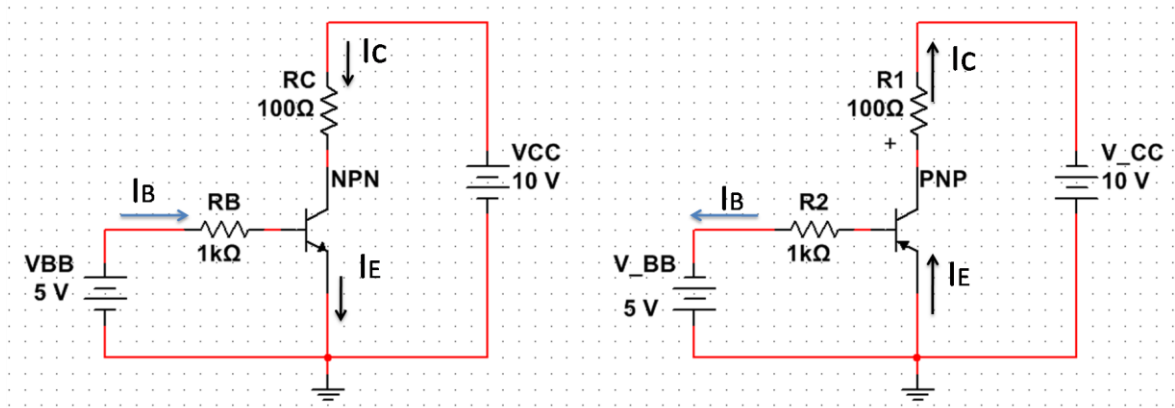 IC
RC
100Ω
VCC
10 V
NPN
IB
RB
1kΩ
VBB
5 V
IE
IC
R1
100Ω
+
V_CC
10 V
PNP
IB
R2
1kΩ
V_BB
5 V
IE